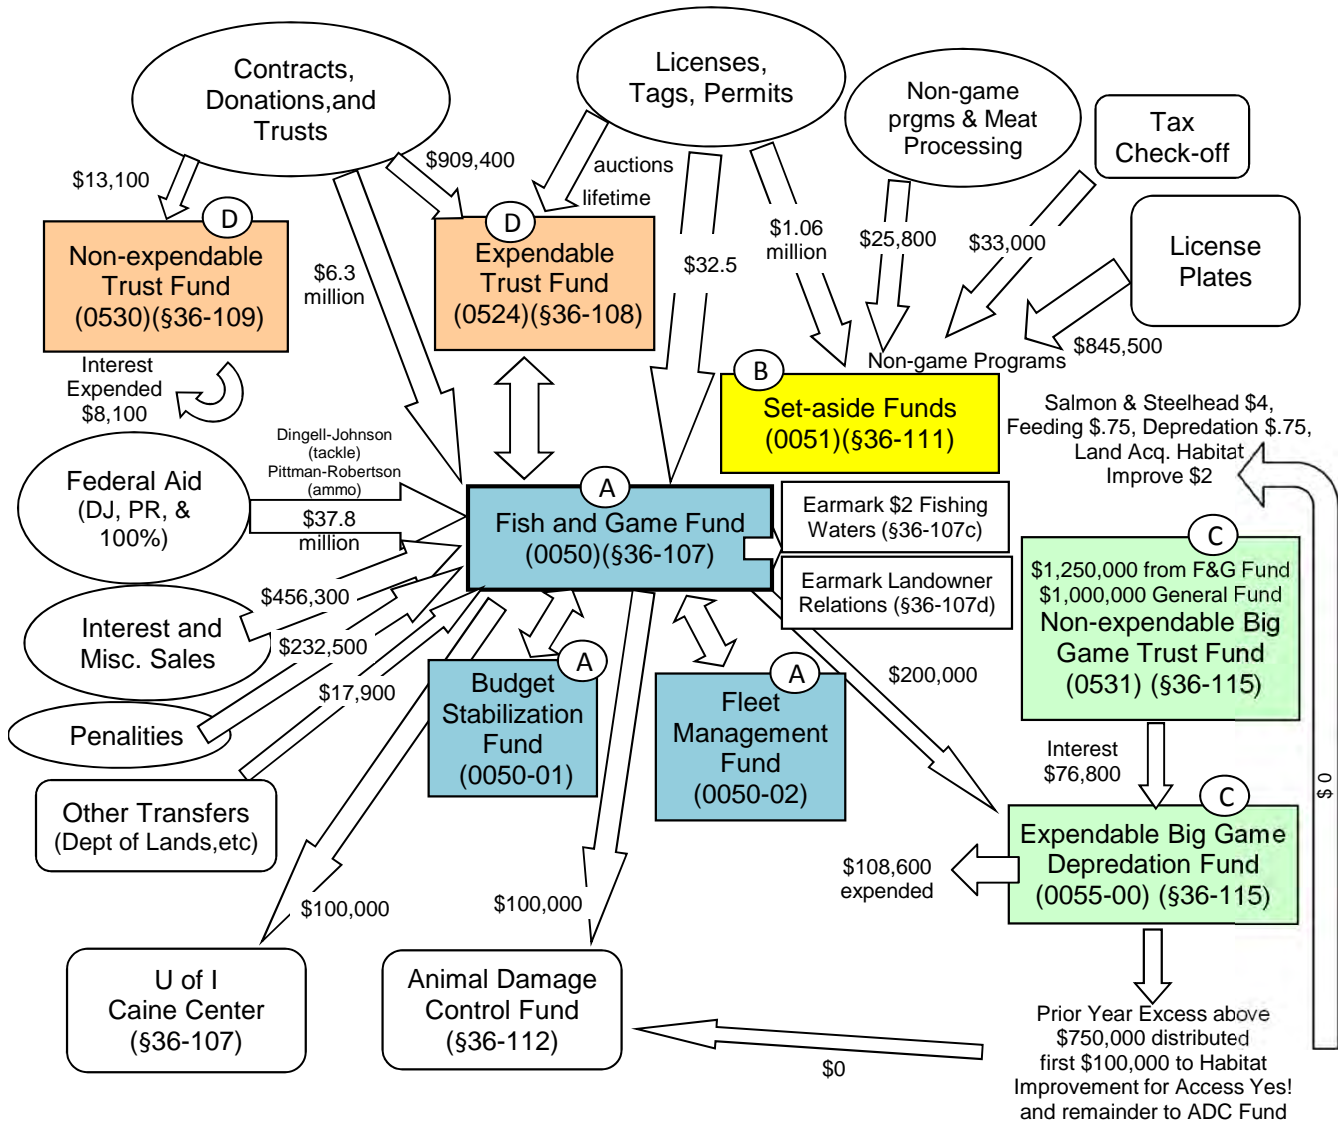 Contracts,
Donations,and
Trusts
Licenses,
Tags, Permits
Non-game
prgms & Meat
Processing
Tax
Check-off
License
Plates
$13,100
$909,400
auctions
lifetime
$6.3
million
$32.5
$1.06
million
$25,800
$33,000
$845,500
D
Non-expendable
Trust Fund
(0530)(§36-109)
D
Expendable
Trust Fund
(0524)(§36-108)
Interest
Expended
$8,100
Non-game Programs
B
Set-aside Funds
(0051)(§36-111)
Salmon & Steelhead $4,
Feeding $.75, Depredation $.75,
Land Acq. Habitat
Improve $2
Federal Aid
(DJ, PR, &
100%)
Dingell-Johnson
(tackle)
Pittman-Robertson
(ammo)
$37.8
million
A
Fish and Game Fund
(0050)(§36-107)
Earmark $2 Fishing
Waters (§36-107c)
Earmark Landowner
Relations (§36-107d)
C
$1,250,000 from F&G Fund
$1,000,000 General Fund
Non-expendable Big
Game Trust Fund
(0531) (§36-115)
Interest and
Misc. Sales
$456,300
$232,500
$17,900
Penalities
Other Transfers
(Dept of Lands,etc)
A
Budget
Stabilization
Fund
(0050-01)
A
Fleet
Management
Fund
(0050-02)
$200,000
Interest
$76,800
$ 0
C
Expendable Big Game
Depredation Fund
(0055-00) (§36-115)
$108,600
expended
$100,000
$100,000
U of I
Caine Center
(§36-107)
Animal Damage
Control Fund
(§36-112)
$0
Prior Year Excess above
$750,000 distributed
first $100,000 to Habitat
Improvement for Access Yes!
and remainder to ADC Fund